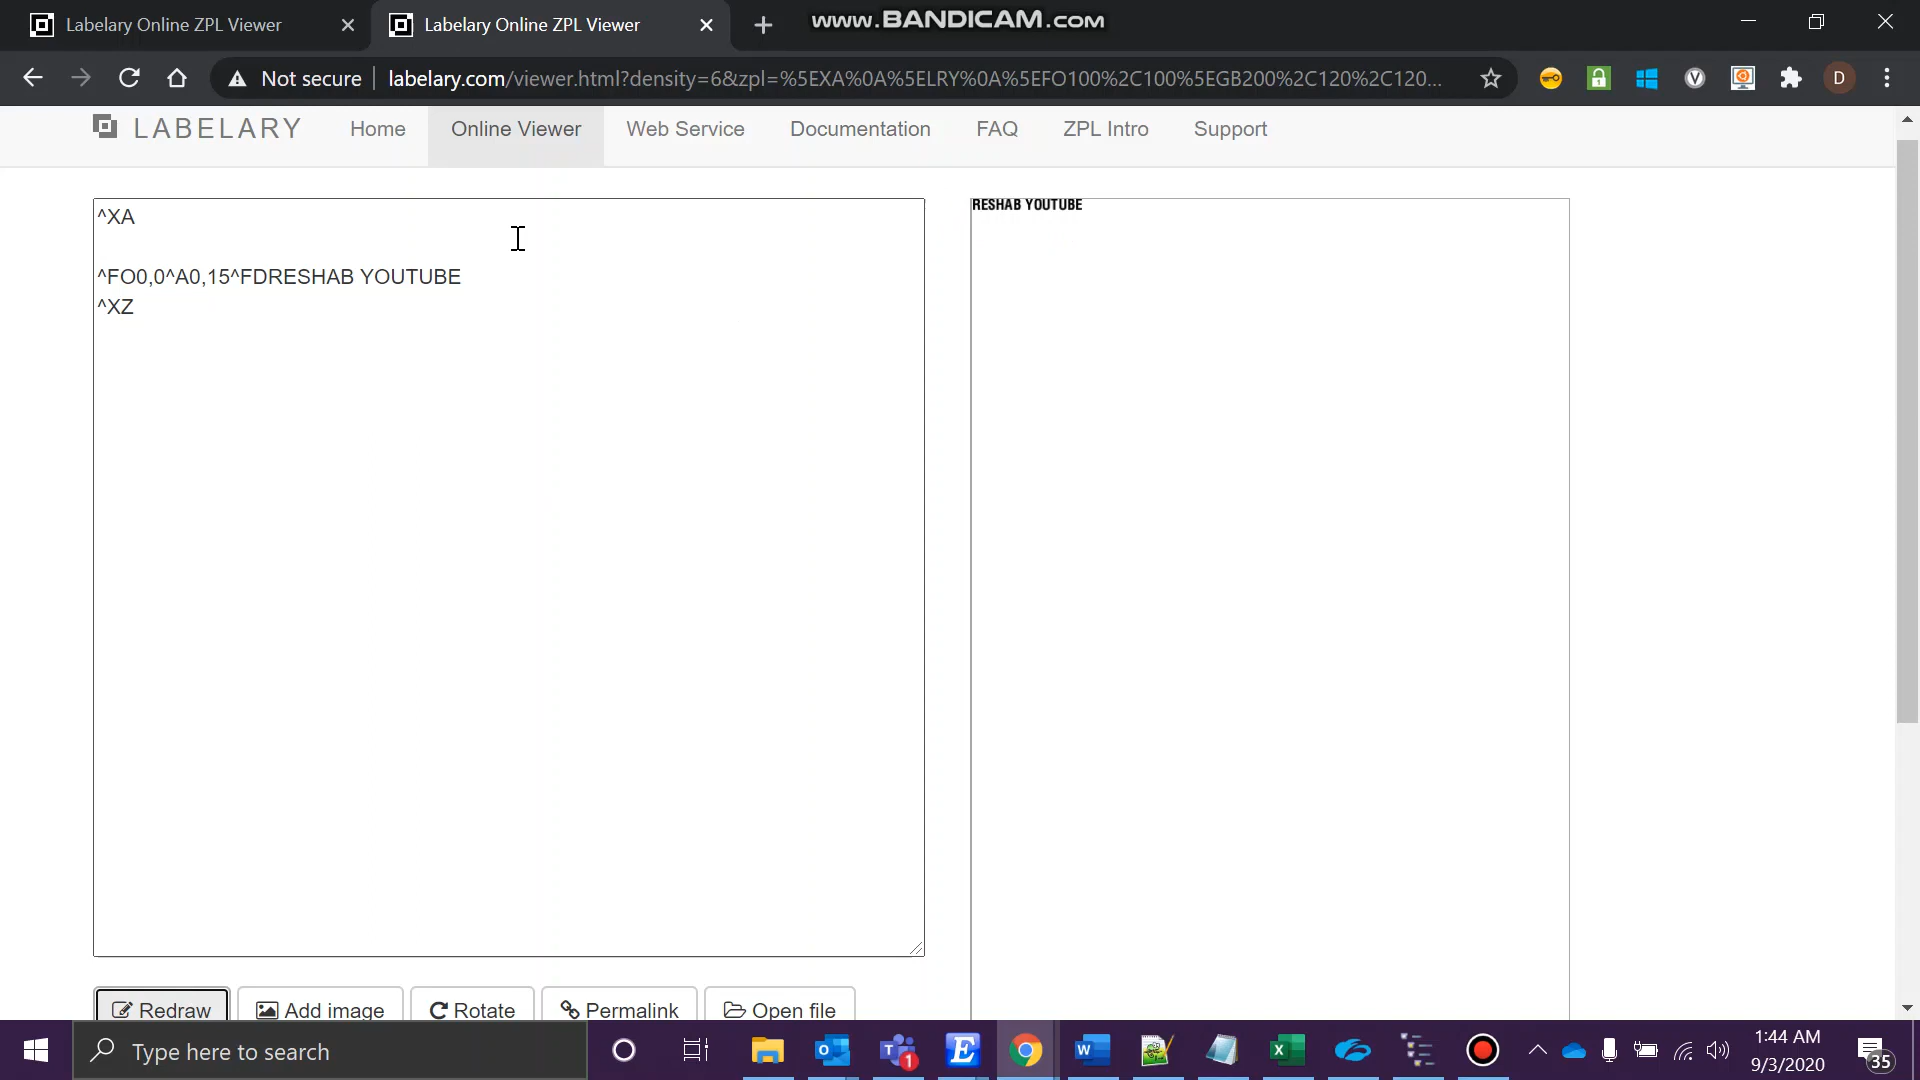 Labelary Online ZPL Viewer
Labelary Online ZPL Viewer
www.BANDICAM.com
Not secure
labelary.com/viewer.html?density=6&zpl=%5EXA%0A%5ELRY%0A%5EFO100%2C100%5EGB200%2C120%2C120...
D
LABELARY
Home
Online Viewer
Web Service
Documentation
FAQ
ZPL Intro
Support
^XA
^FO0,0^A0,15^FDRESHAB YOUTUBE
^XZ
RESHAB YOUTUBE
Redraw
Add image
Rotate
Permalink
Open file
Type here to search
1
1:44 AM
9/3/2020
35